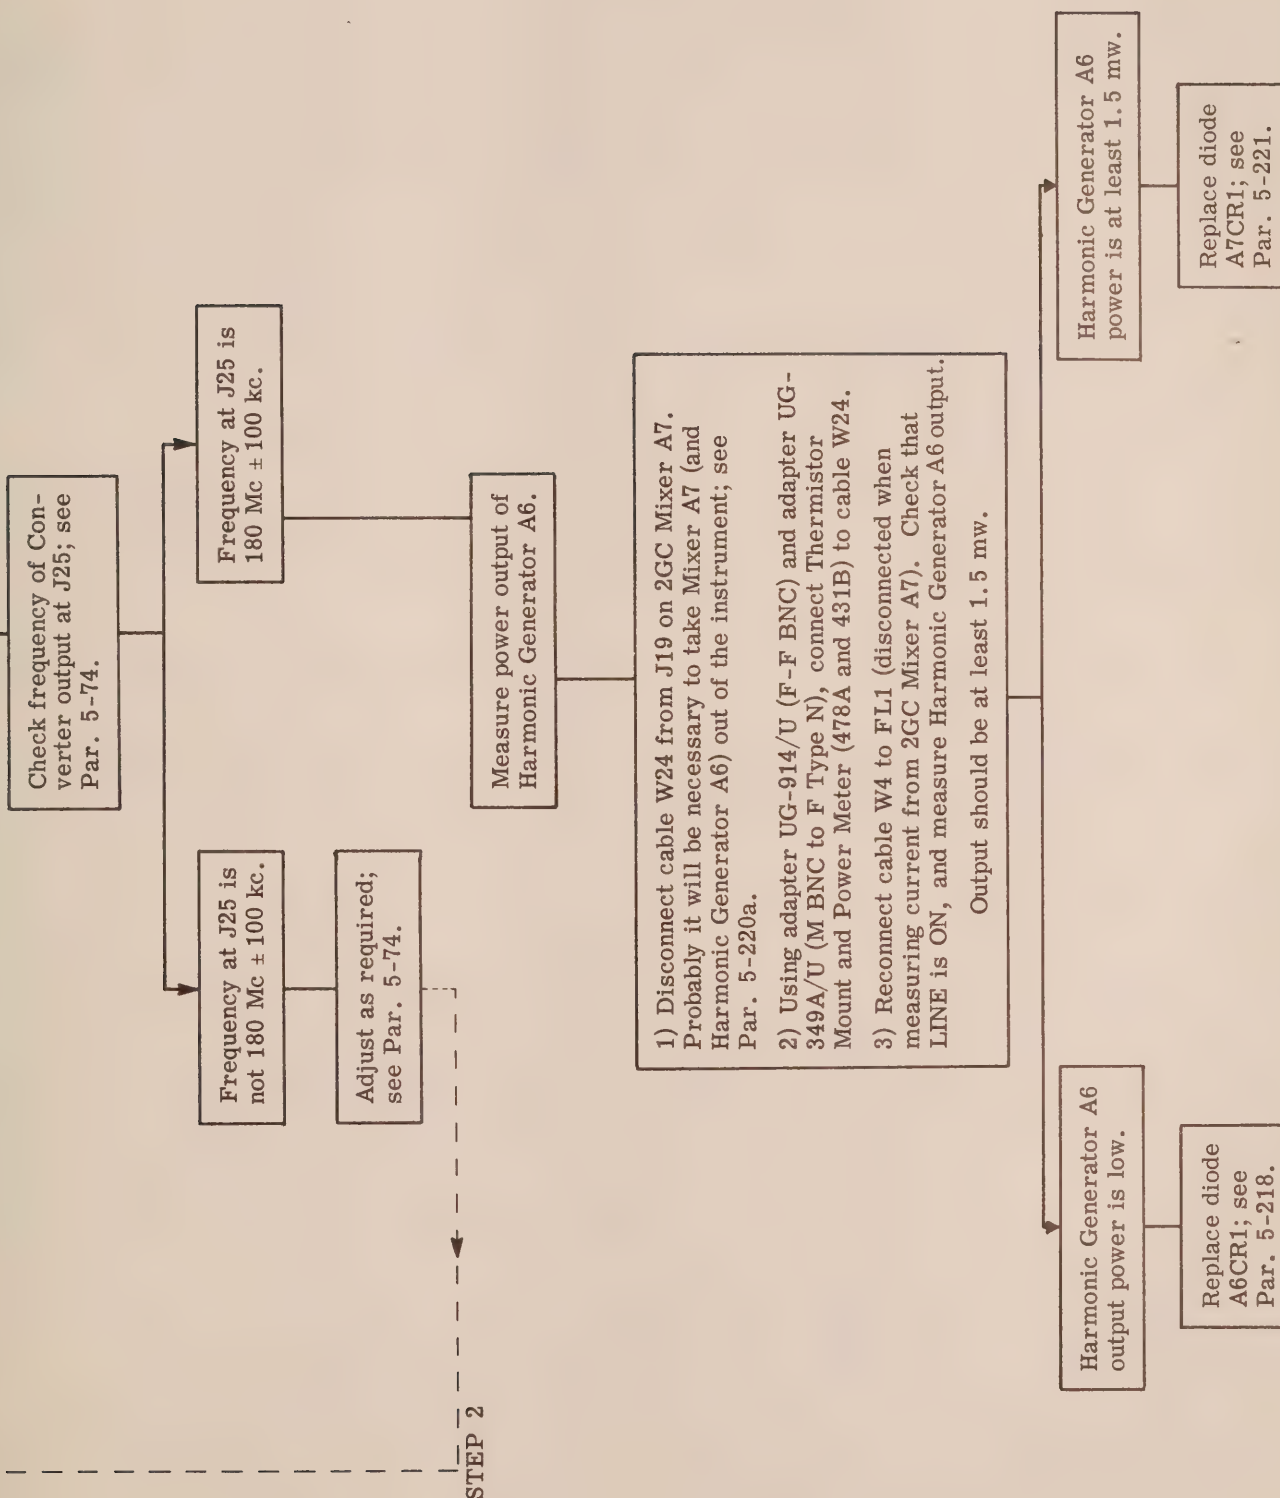 Check frequency of Con-
verter output at J25; see
Par. 5-74.
Frequency at J25 is
not 180 Mc ± 100 kc.
Frequency at J25 is
180 Mc ± 100 kc.
Adjust as required;
see Par. 5-74.
STEP 2
Measure power output of
Harmonic Generator A6.
1) Disconnect cable W24 from J19 on 2GC Mixer A7.
Probably it will be necessary to take Mixer A7 (and
Harmonic Generator A6) out of the instrument; see
Par. 5-220a.
2) Using adapter UG-914/U (F-F BNC) and adapter UG-
349A/U (M BNC to F Type N), connect Thermistor
Mount and Power Meter (478A and 431B) to cable W24.
3) Reconnect cable W4 to FL1 (disconnected when
measuring current from 2GC Mixer A7). Check that
LINE is ON, and measure Harmonic Generator A6 output.
Output should be at least 1.5 mw.
Harmonic Generator A6
output power is low.
Harmonic Generator A6
power is at least 1.5 mw.
Replace diode
A6CR1; see
Par. 5-218.
Replace diode
A7CR1; see
Par. 5-221.